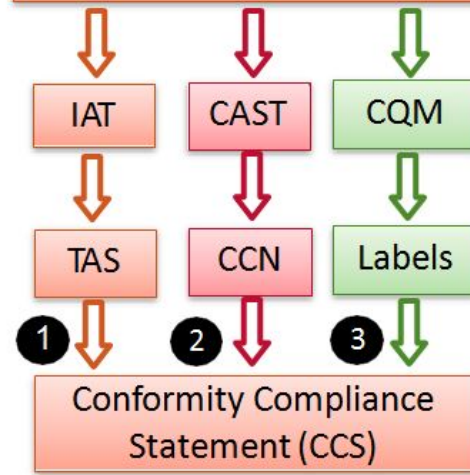 IAT CAST CQM
TAS CCN Labels
1 2 3
Conformity Compliance
Statement (CCS)